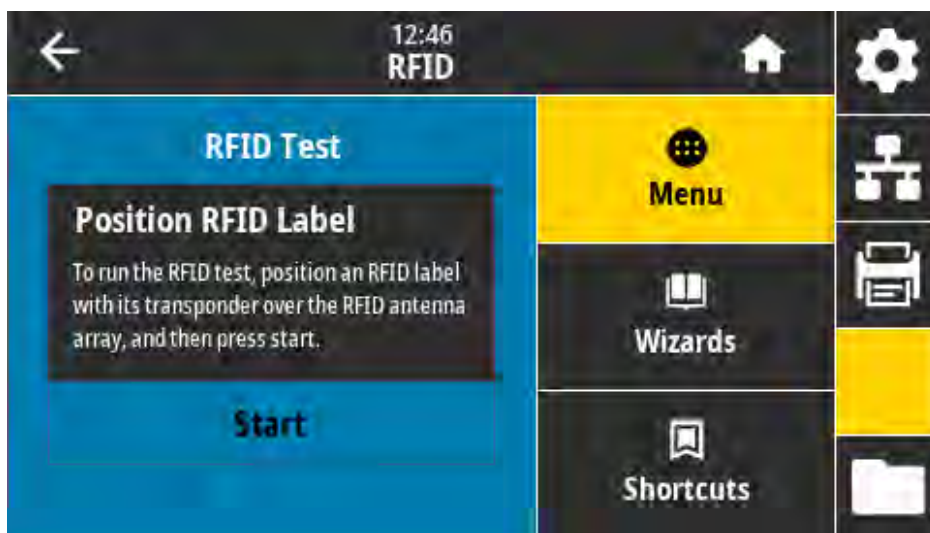 12:46
RFID
RFID Test
Position RFID Label
To run the RFID test, position an RFID label
with its transponder over the RFID antenna
array, and then press start.
Start
Menu
Wizards
Shortcuts